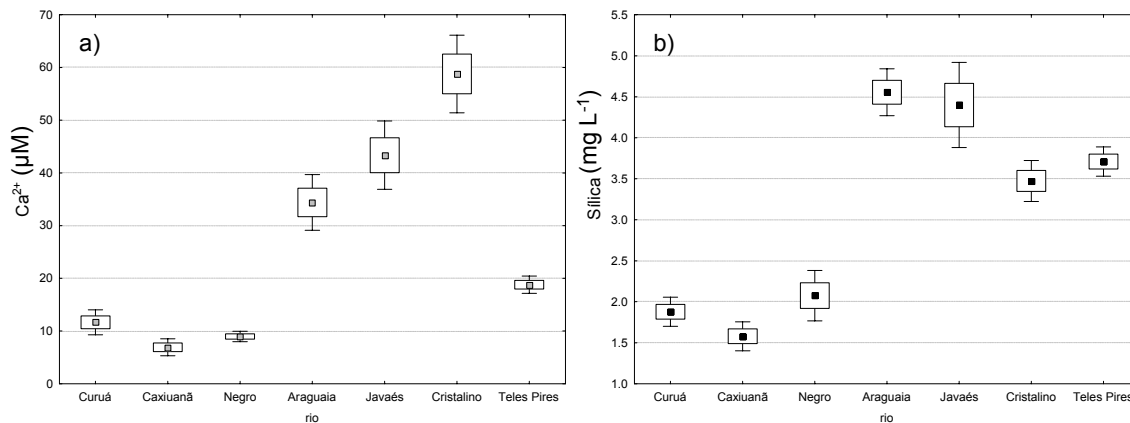 a)
70
60
50
40
30
20
10
0
Ca²⁺ (µM)
Curuá Caxiuanã Negro Araguaia Javaés Cristalino Teles Pires
rio
b)
5.5
5.0
4.5
4.0
3.5
3.0
2.5
2.0
1.5
1.0
Sílica (mg L⁻¹)
Curuá Caxiuanã Negro Araguaia Javaés Cristalino Teles Pires
rio